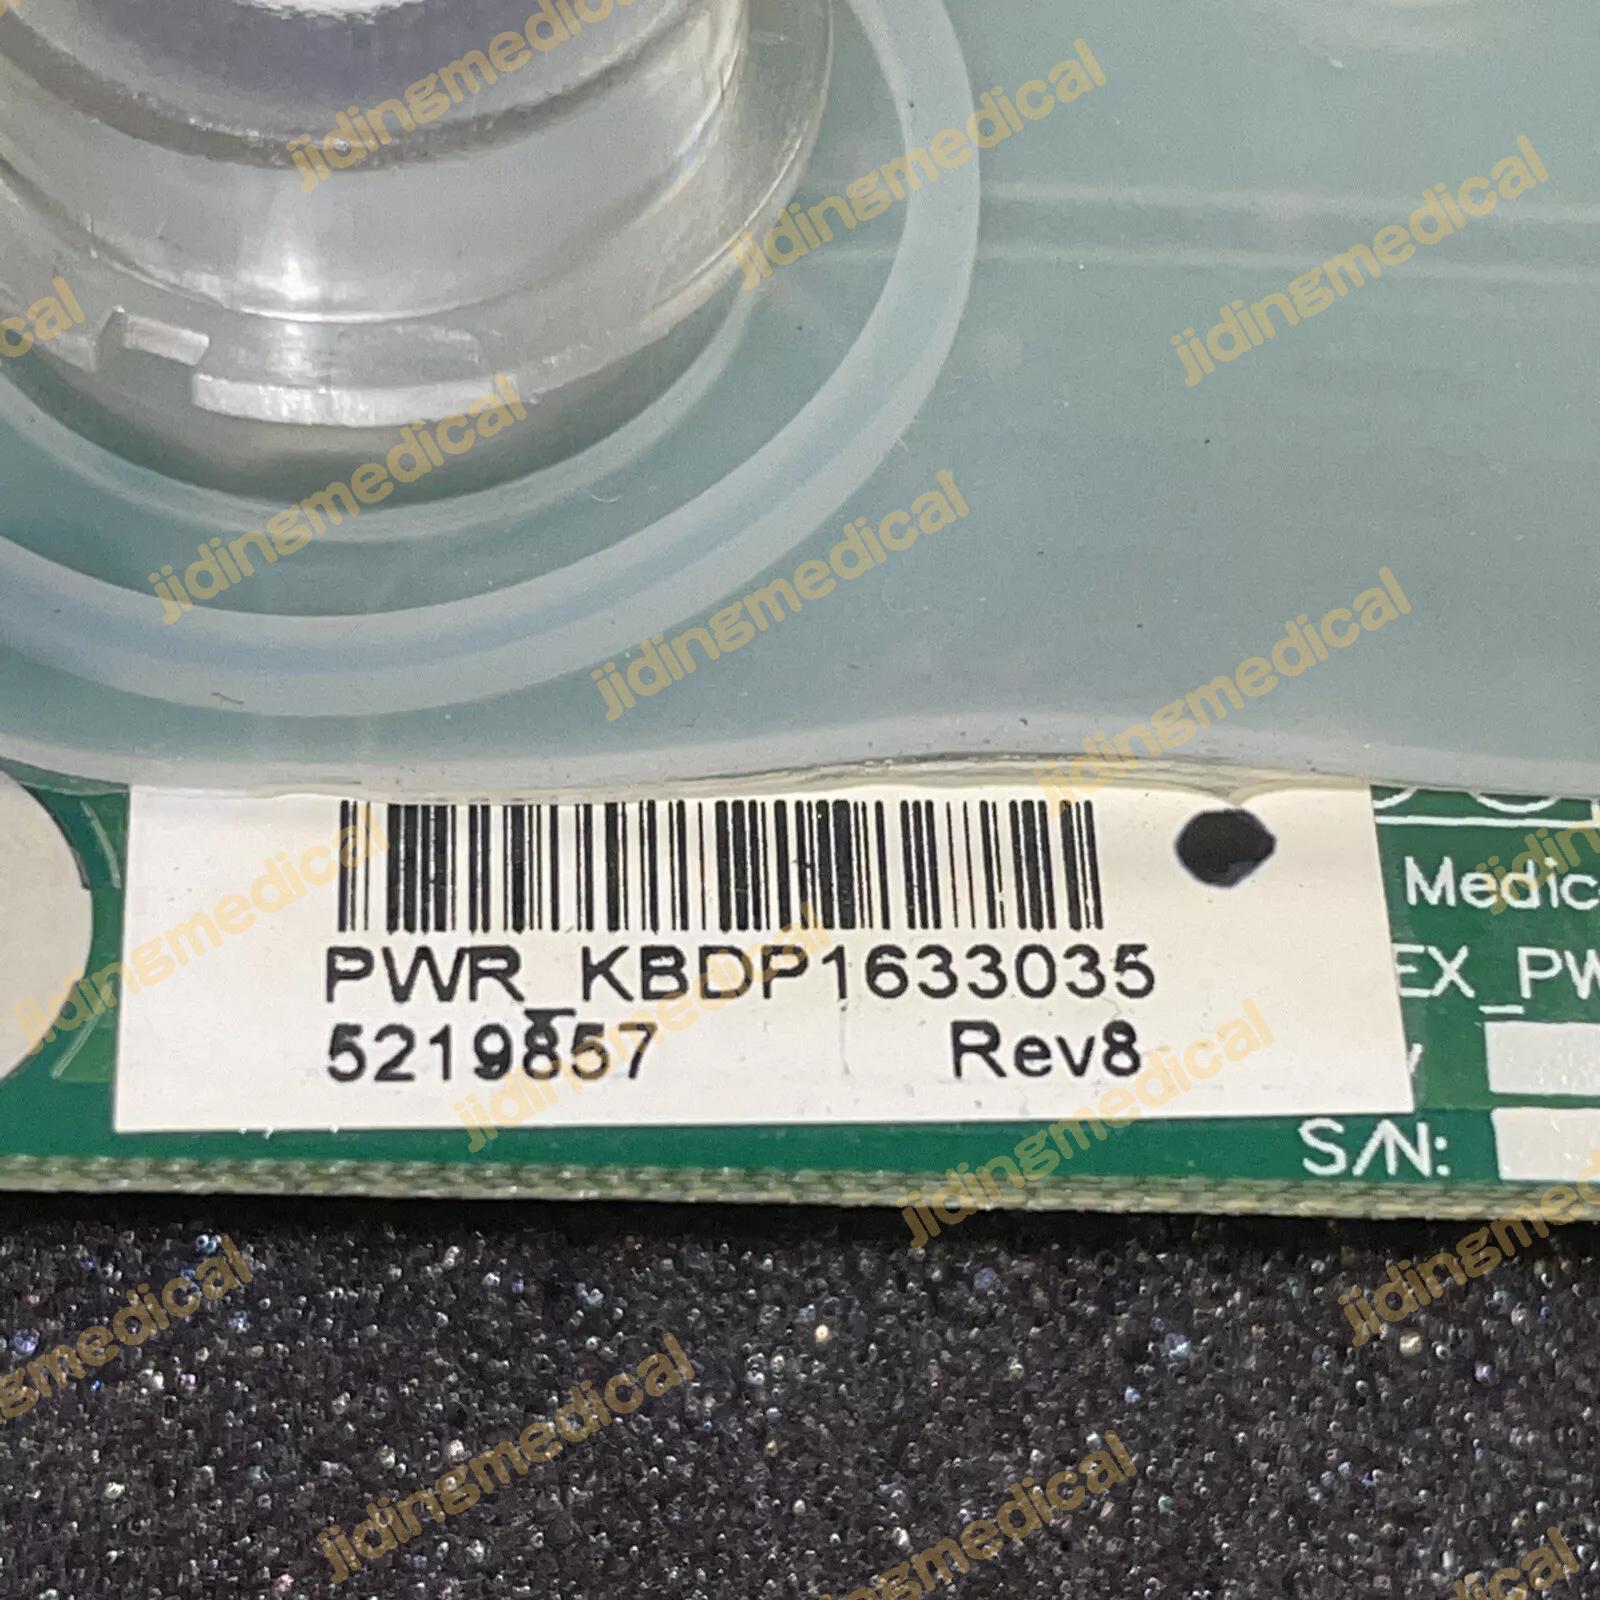 PWR_KBDP1633035
5219857 Rev8
Medic
EX_PW
S/N:
jidingmedical